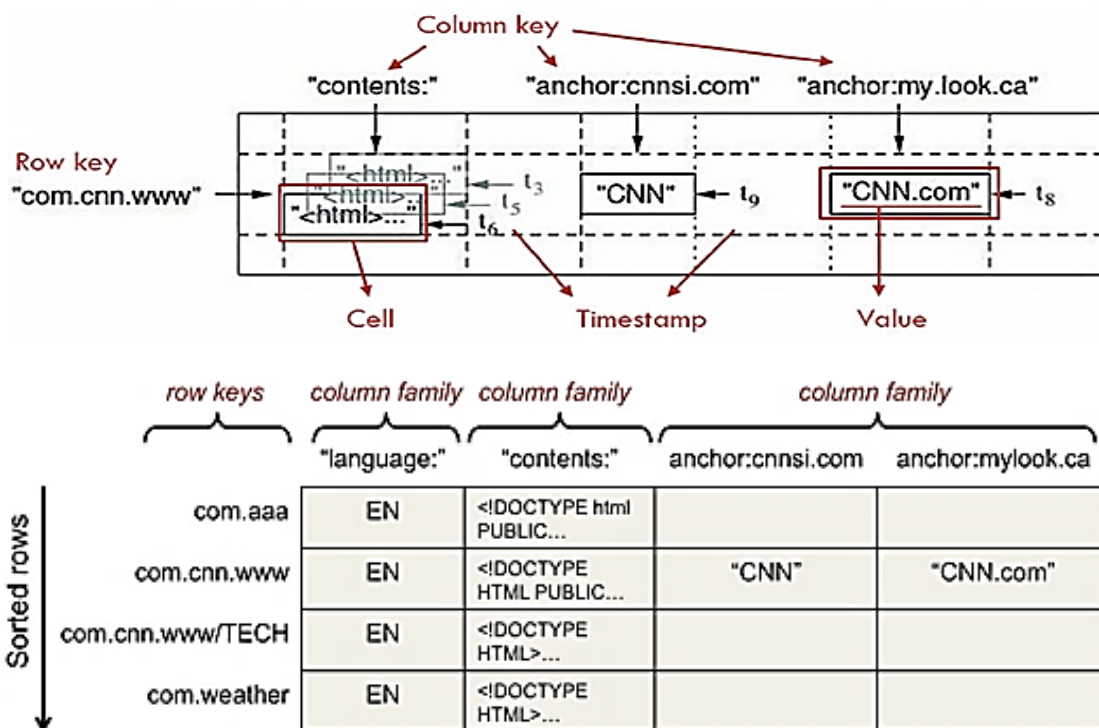 Column key
"contents:" "anchor:cnnsi.com" "anchor:my.look.ca"
Row key
"com.cnn.www"
"<html>..." t3
"<html>..." t5
"<html>..." t6
"CNN" t9
"CNN.com" t8
Cell Timestamp Value
row keys column family column family column family
"language:" "contents:" anchor:cnnsi.com anchor:mylook.ca
Sorted rows
com.aaa EN <!DOCTYPE html
PUBLIC...
com.cnn.www EN <!DOCTYPE
HTML PUBLIC... "CNN" "CNN.com"
com.cnn.www/TECH EN <!DOCTYPE
HTML>...
com.weather EN <!DOCTYPE
HTML>...